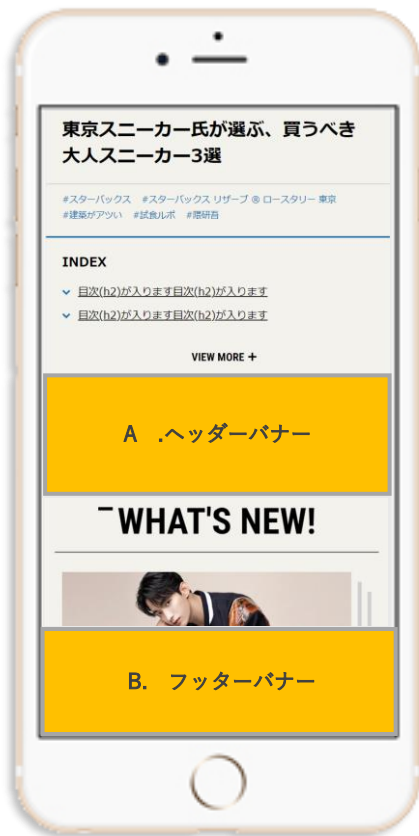 東京スニーカー氏が選ぶ、買うべき
大人スニーカー3選
#スターバックス #スターバックス リザーブ ® ロースタリー 東京
#建築がアツい #試食ルポ #隈研吾
INDEX
目次(h2)が入ります目次(h2)が入ります
目次(h2)が入ります目次(h2)が入ります
VIEW MORE +
A .ヘッダーバナー
WHAT'S NEW!
B. フッターバナー